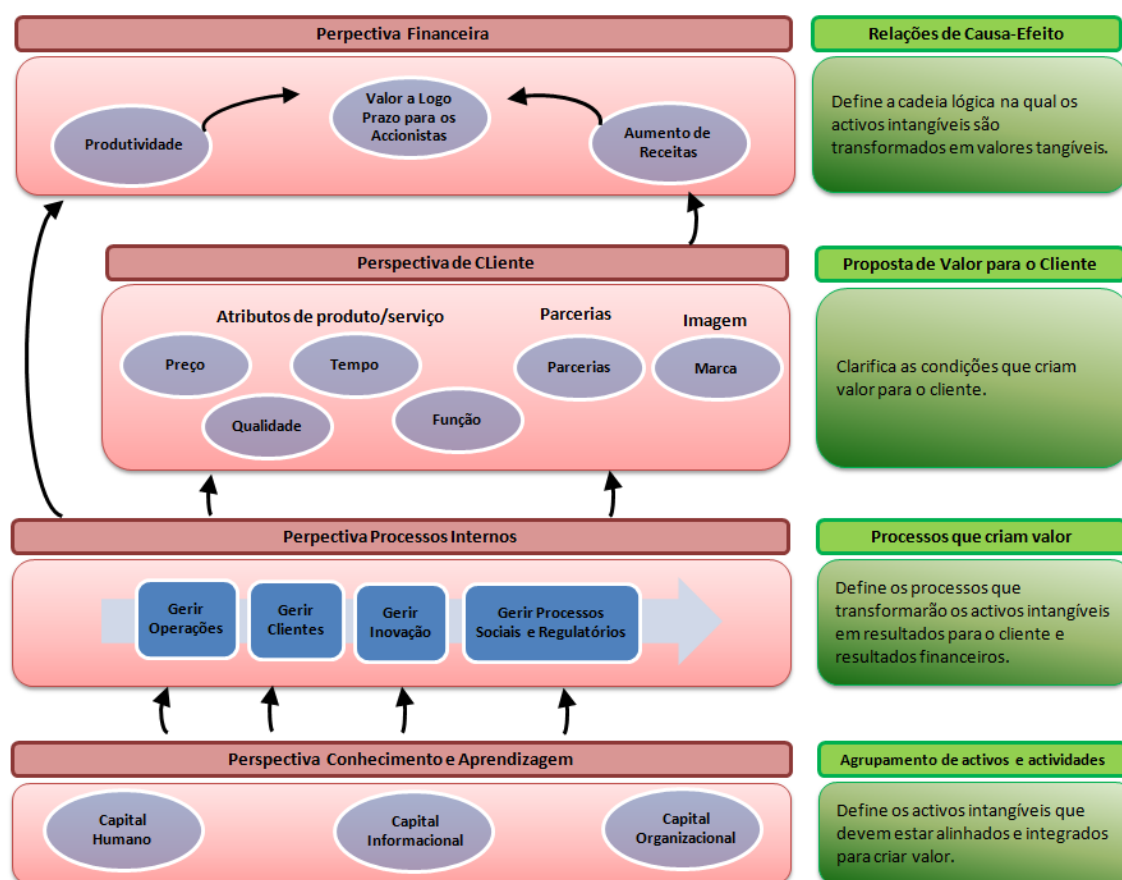 Perpectiva Financeira
Relações de Causa-Efeito
Produtividade
Valor a Logo
Prazo para os
Accionistas
Aumento de
Receitas
Define a cadeia lógica na qual os
activos intangíveis são
transformados em valores tangíveis.
Perspectiva de CLiente
Proposta de Valor para o Cliente
Atributos de produto/serviço
Parcerias
Imagem
Preço
Tempo
Parcerias
Marca
Qualidade
Função
Clarifica as condições que criam
valor para o cliente.
Perpectiva Processos Internos
Processos que criam valor
Gerir
Operações
Gerir
Clientes
Gerir
Inovação
Gerir Processos
Sociais e Regulatórios
Define os processos que
transformarão os activos intangíveis
em resultados para o cliente e
resultados financeiros.
Perspectiva Conhecimento e Aprendizagem
Agrupamento de activos e actividades
Capital
Humano
Capital
Informacional
Capital
Organizacional
Define os activos intangíveis que
devem estar alinhados e integrados
para criar valor.